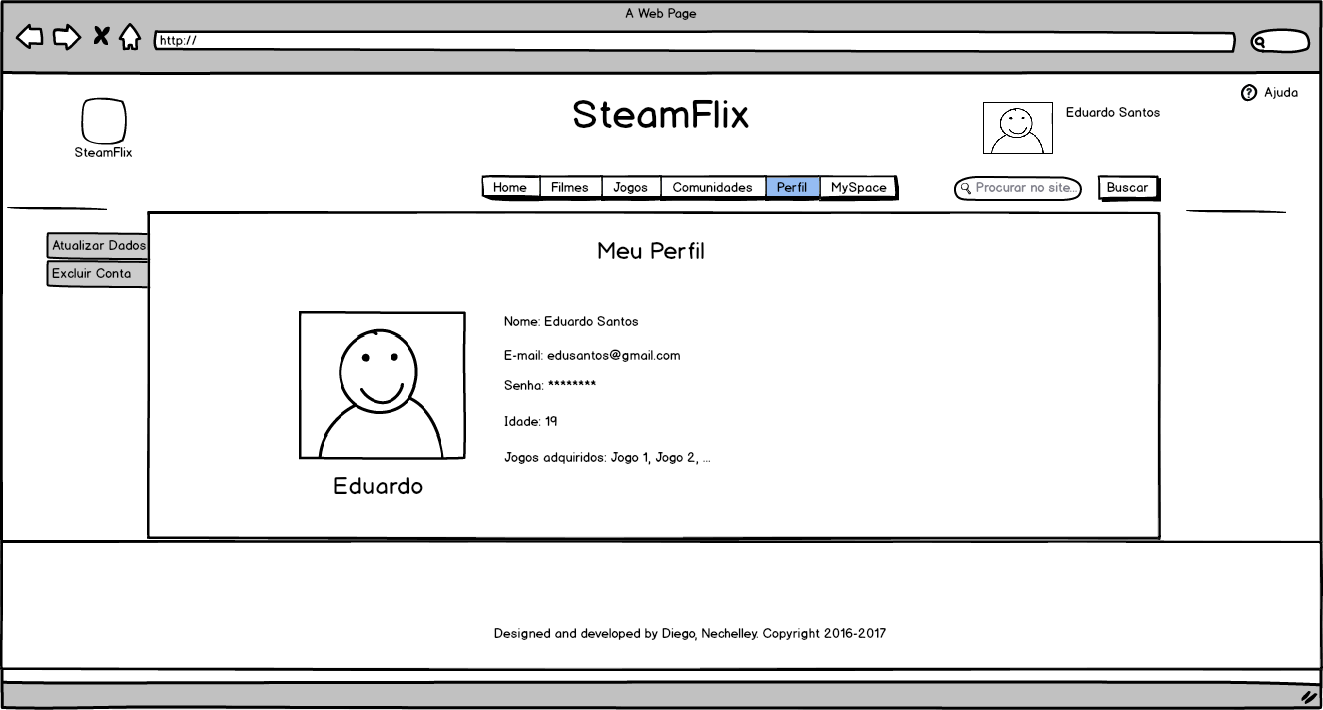 A Web Page
http://
Ajuda
SteamFlix
Eduardo Santos
SteamFlix
Home Filmes Jogos Comunidades Perfil MySpace
Procurar no site...
Buscar
Atualizar Dados
Excluir Conta
Meu Perfil
Nome: Eduardo Santos
E-mail: edusantos@gmail.com
Senha: ********
Idade: 19
Jogos adquiridos: Jogo 1, Jogo 2, ...
Eduardo
Designed and developed by Diego, Nechelley. Copyright 2016-2017